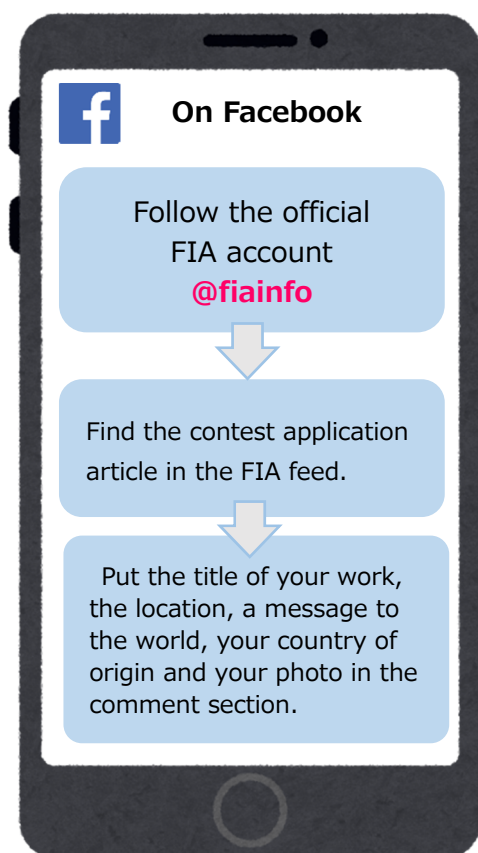 On Facebook
Follow the official
FIA account
@fiainfo
Find the contest application
article in the FIA feed.
Put the title of your work,
the location, a message to
the world, your country of
origin and your photo in the
comment section.